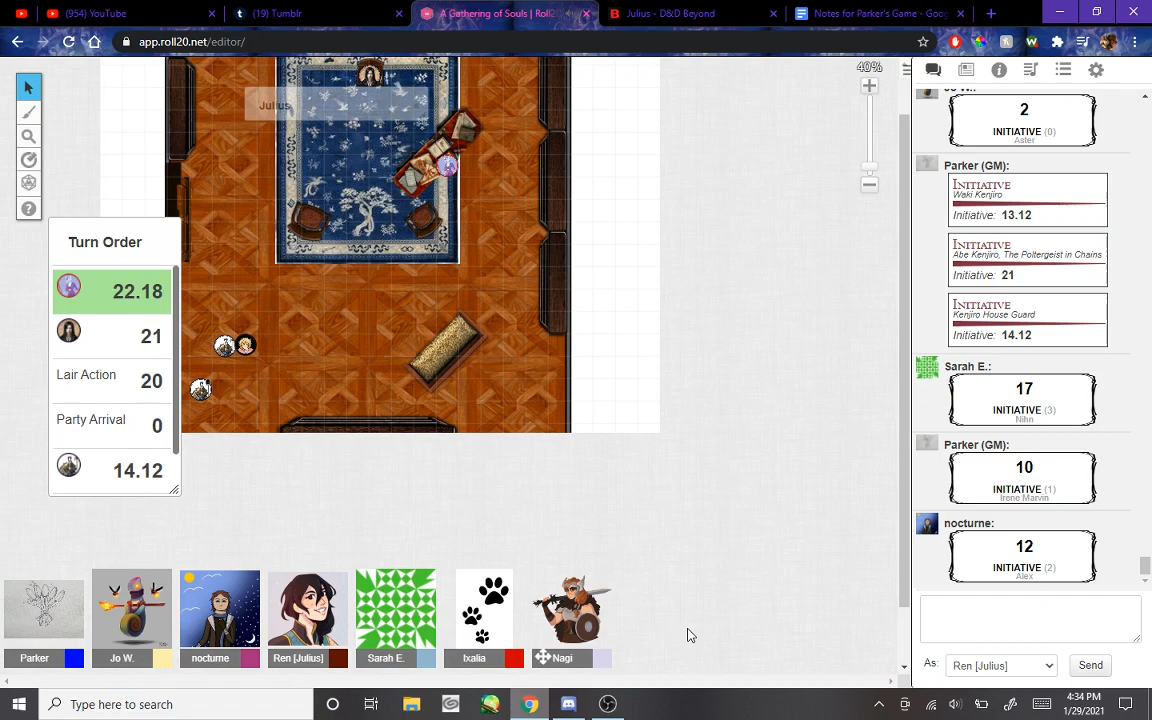 (954) YouTube
(19) Tumblr
A Gathering of Souls | Roll20
Julius - D&D Beyond
Notes for Parker's Game - Goog
app.roll20.net/editor/
40%
Julius
Turn Order
22.18
21
Lair Action
20
Party Arrival
0
14.12
2
INITIATIVE (0)
Aster
Parker (GM):
INITIATIVE
Waki Kenjiro
Initiative: 13.12
INITIATIVE
Abe Kenjiro, The Poltergeist in Chains
Initiative: 21
INITIATIVE
Kenjiro House Guard
Initiative: 14.12
Sarah E.:
17
INITIATIVE (3)
Nihn
Parker (GM):
10
INITIATIVE (1)
Irene Marvin
nocturne:
12
INITIATIVE (2)
Alex
Parker
Jo W.
nocturne
Ren [Julius]
Sarah E.
Ixalia
Nagi
As:
Ren [Julius]
Send
Type here to search
4:34 PM
1/29/2021